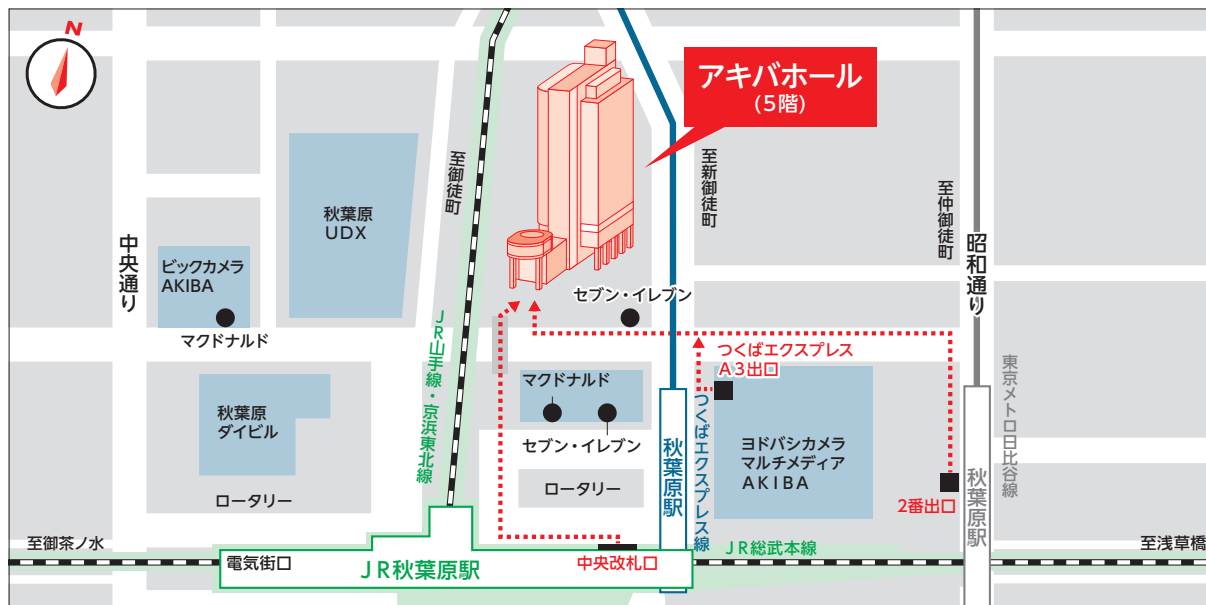 N
アキバホール
(5階)
至御徒町
至新御徒町
至仲御徒町
中央通り
昭和通り
秋葉原
UDX
ビックカメラ
AKIBA
マクドナルド
セブン・イレブン
JR山手線・京浜東北線
つくばエクスプレス
A3出口
東京メトロ日比谷線
マクドナルド
セブン・イレブン
秋葉原
ダイビル
つくばエクスプレス線
秋葉原駅
ヨドバシカメラ
マルチメディア
AKIBA
ロータリー
ロータリー
2番出口
秋葉原駅
至御茶ノ水
電気街口
JR秋葉原駅
中央改札口
JR総武本線
至浅草橋